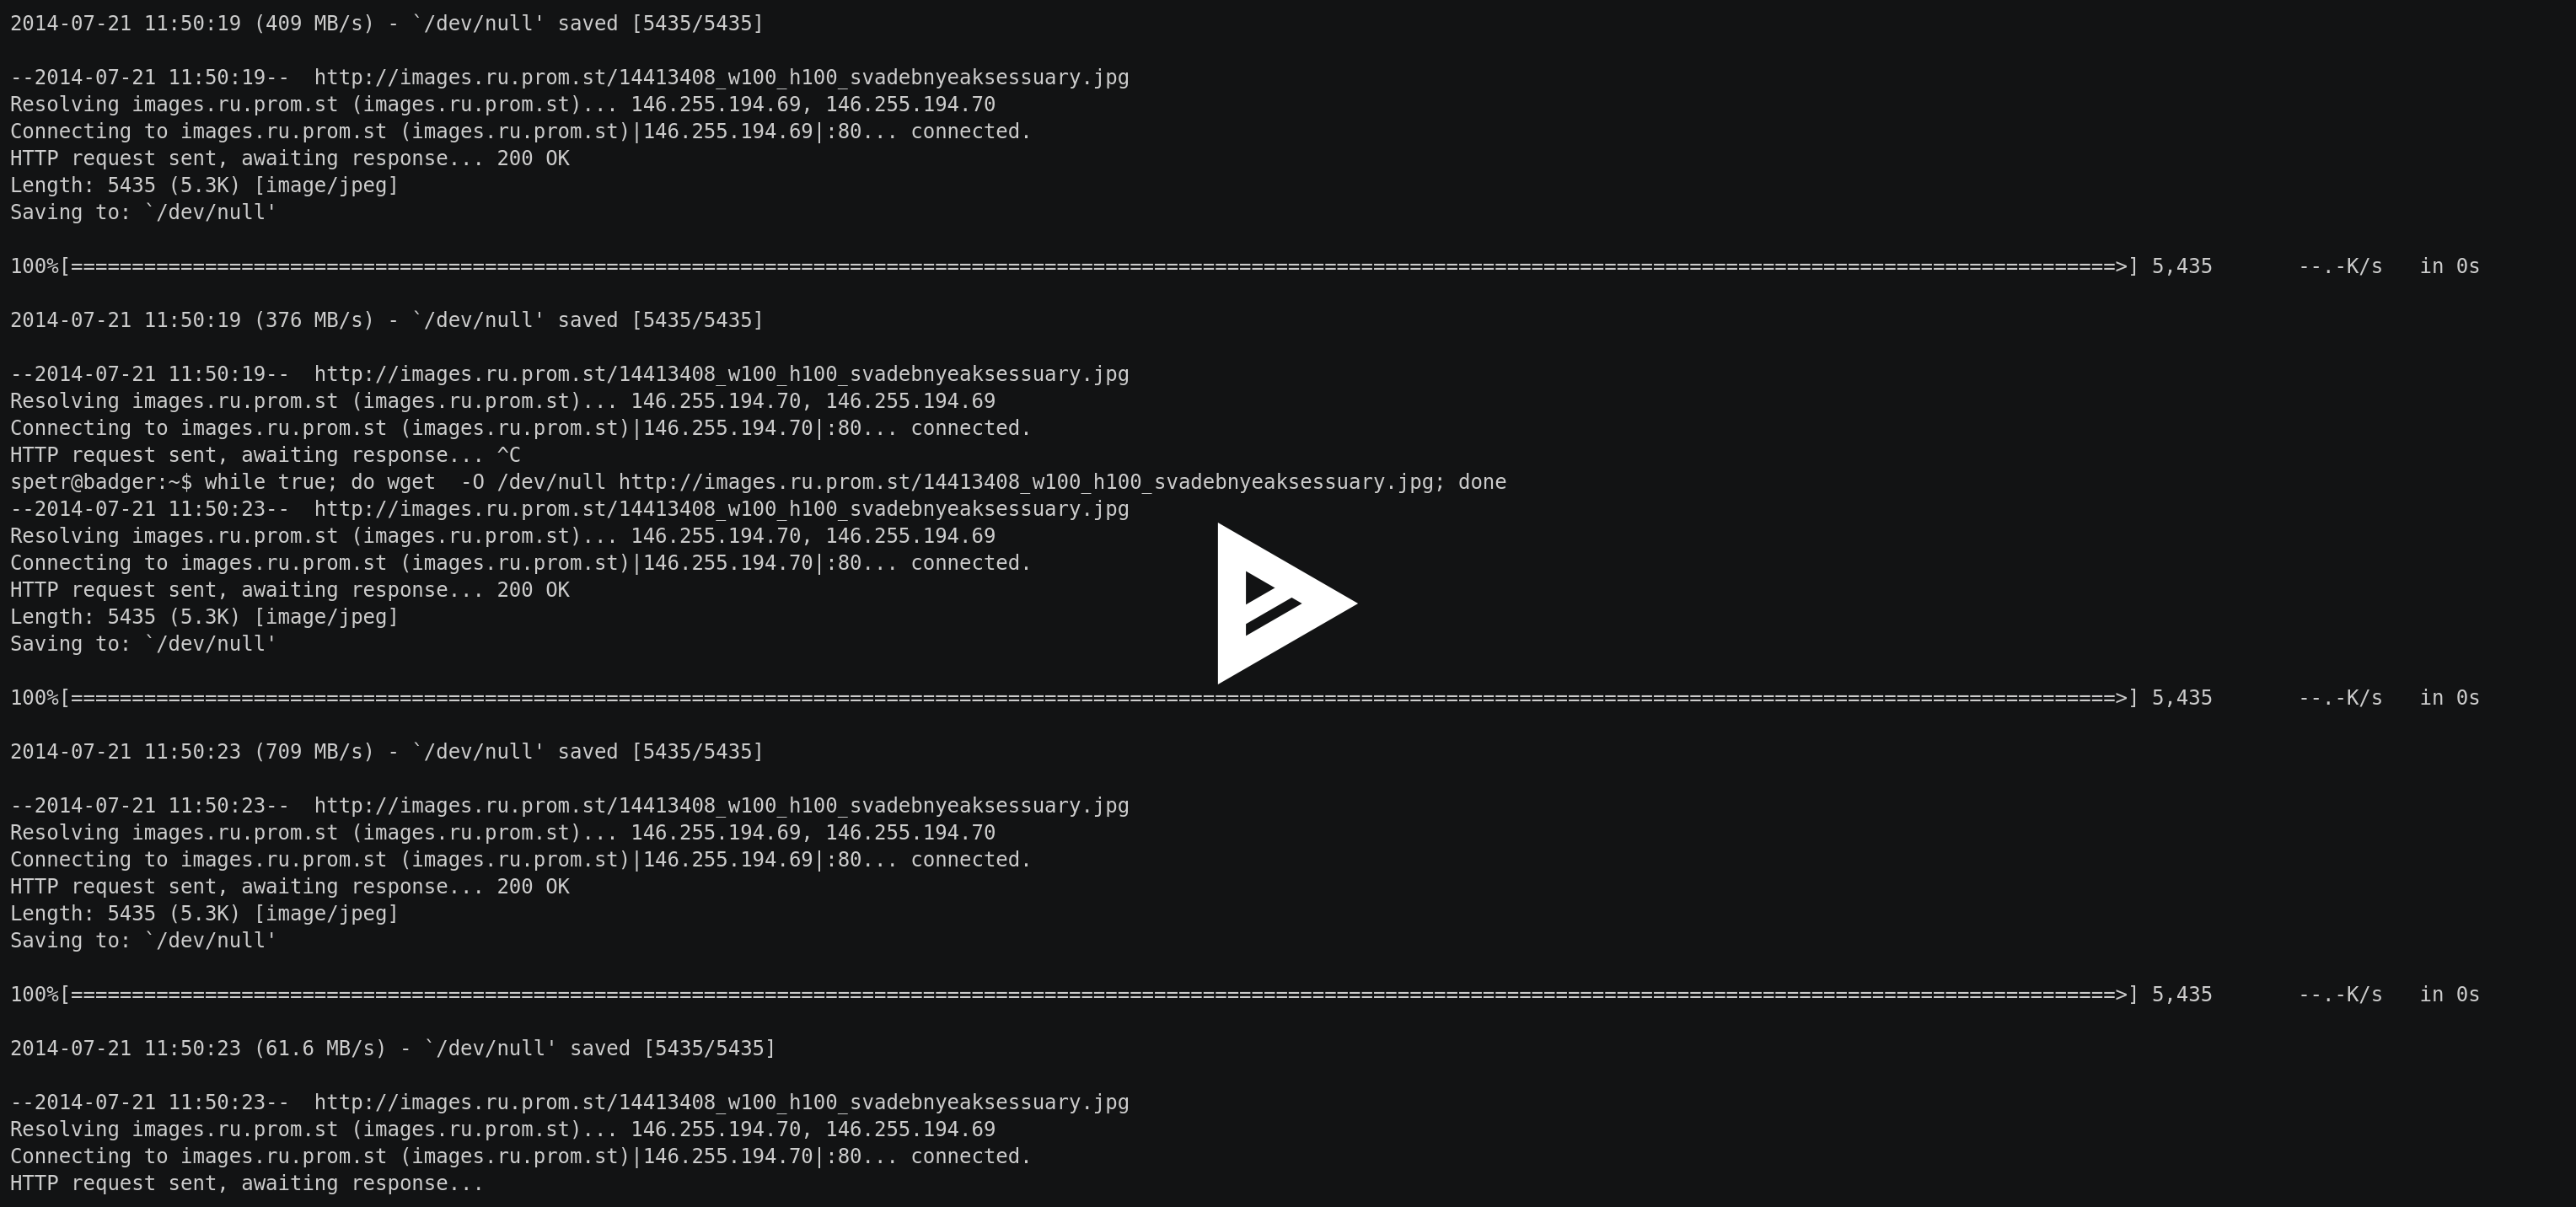 2014-07-21 11:50:19 (409 MB/s) - `/dev/null' saved [5435/5435]
--2014-07-21 11:50:19--  http://images.ru.prom.st/14413408_w100_h100_svadebnyeaksessuary.jpg
Resolving images.ru.prom.st (images.ru.prom.st)... 146.255.194.69, 146.255.194.70
Connecting to images.ru.prom.st (images.ru.prom.st)|146.255.194.69|:80... connected.
HTTP request sent, awaiting response... 200 OK
Length: 5435 (5.3K) [image/jpeg]
Saving to: `/dev/null'
100%[========================================================================================================================================================================>] 5,435       --.-K/s   in 0s
2014-07-21 11:50:19 (376 MB/s) - `/dev/null' saved [5435/5435]
--2014-07-21 11:50:19--  http://images.ru.prom.st/14413408_w100_h100_svadebnyeaksessuary.jpg
Resolving images.ru.prom.st (images.ru.prom.st)... 146.255.194.70, 146.255.194.69
Connecting to images.ru.prom.st (images.ru.prom.st)|146.255.194.70|:80... connected.
HTTP request sent, awaiting response... ^C
spetr@badger:~$ while true; do wget  -O /dev/null http://images.ru.prom.st/14413408_w100_h100_svadebnyeaksessuary.jpg; done
--2014-07-21 11:50:23--  http://images.ru.prom.st/14413408_w100_h100_svadebnyeaksessuary.jpg
Resolving images.ru.prom.st (images.ru.prom.st)... 146.255.194.70, 146.255.194.69
Connecting to images.ru.prom.st (images.ru.prom.st)|146.255.194.70|:80... connected.
HTTP request sent, awaiting response... 200 OK
Length: 5435 (5.3K) [image/jpeg]
Saving to: `/dev/null'
100%[========================================================================================================================================================================>] 5,435       --.-K/s   in 0s
2014-07-21 11:50:23 (709 MB/s) - `/dev/null' saved [5435/5435]
--2014-07-21 11:50:23--  http://images.ru.prom.st/14413408_w100_h100_svadebnyeaksessuary.jpg
Resolving images.ru.prom.st (images.ru.prom.st)... 146.255.194.69, 146.255.194.70
Connecting to images.ru.prom.st (images.ru.prom.st)|146.255.194.69|:80... connected.
HTTP request sent, awaiting response... 200 OK
Length: 5435 (5.3K) [image/jpeg]
Saving to: `/dev/null'
100%[========================================================================================================================================================================>] 5,435       --.-K/s   in 0s
2014-07-21 11:50:23 (61.6 MB/s) - `/dev/null' saved [5435/5435]
--2014-07-21 11:50:23--  http://images.ru.prom.st/14413408_w100_h100_svadebnyeaksessuary.jpg
Resolving images.ru.prom.st (images.ru.prom.st)... 146.255.194.70, 146.255.194.69
Connecting to images.ru.prom.st (images.ru.prom.st)|146.255.194.70|:80... connected.
HTTP request sent, awaiting response...